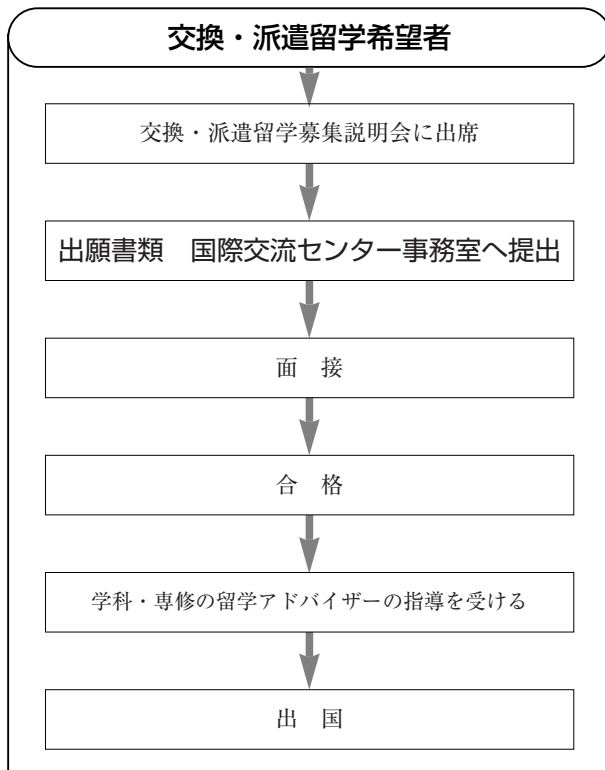 交換・派遣留学希望者
交換・派遣留学募集説明会に出席
出願書類　国際交流センター事務室へ提出
面　接
合　格
学科・専修の留学アドバイザーの指導を受ける
出　国